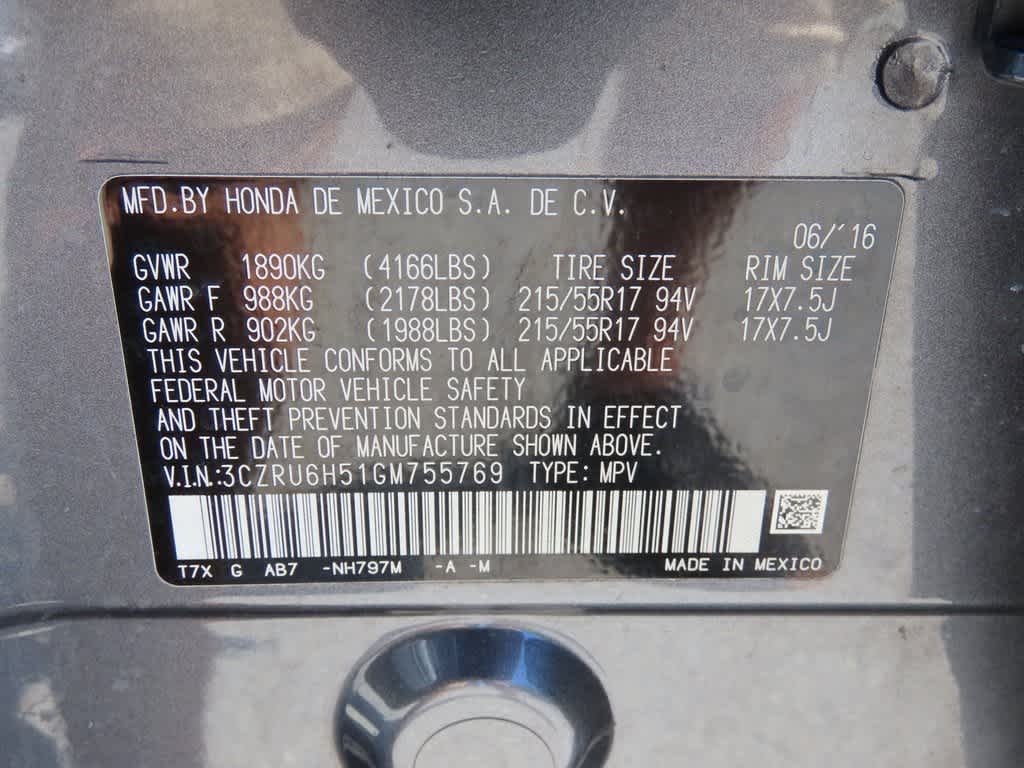 MFD.BY HONDA DE MEXICO S.A. DE C.V.
06/'16
GVWR 1890KG (4166LBS) TIRE SIZE RIM SIZE
GAWR F 988KG (2178LBS) 215/55R17 94V 17X7.5J
GAWR R 902KG (1988LBS) 215/55R17 94V 17X7.5J
THIS VEHICLE CONFORMS TO ALL APPLICABLE
FEDERAL MOTOR VEHICLE SAFETY
AND THEFT PREVENTION STANDARDS IN EFFECT
ON THE DATE OF MANUFACTURE SHOWN ABOVE.
V.I.N.:3CZRU6H51GM755769 TYPE: MPV
T7X G AB7 -NH797M -A -M MADE IN MEXICO